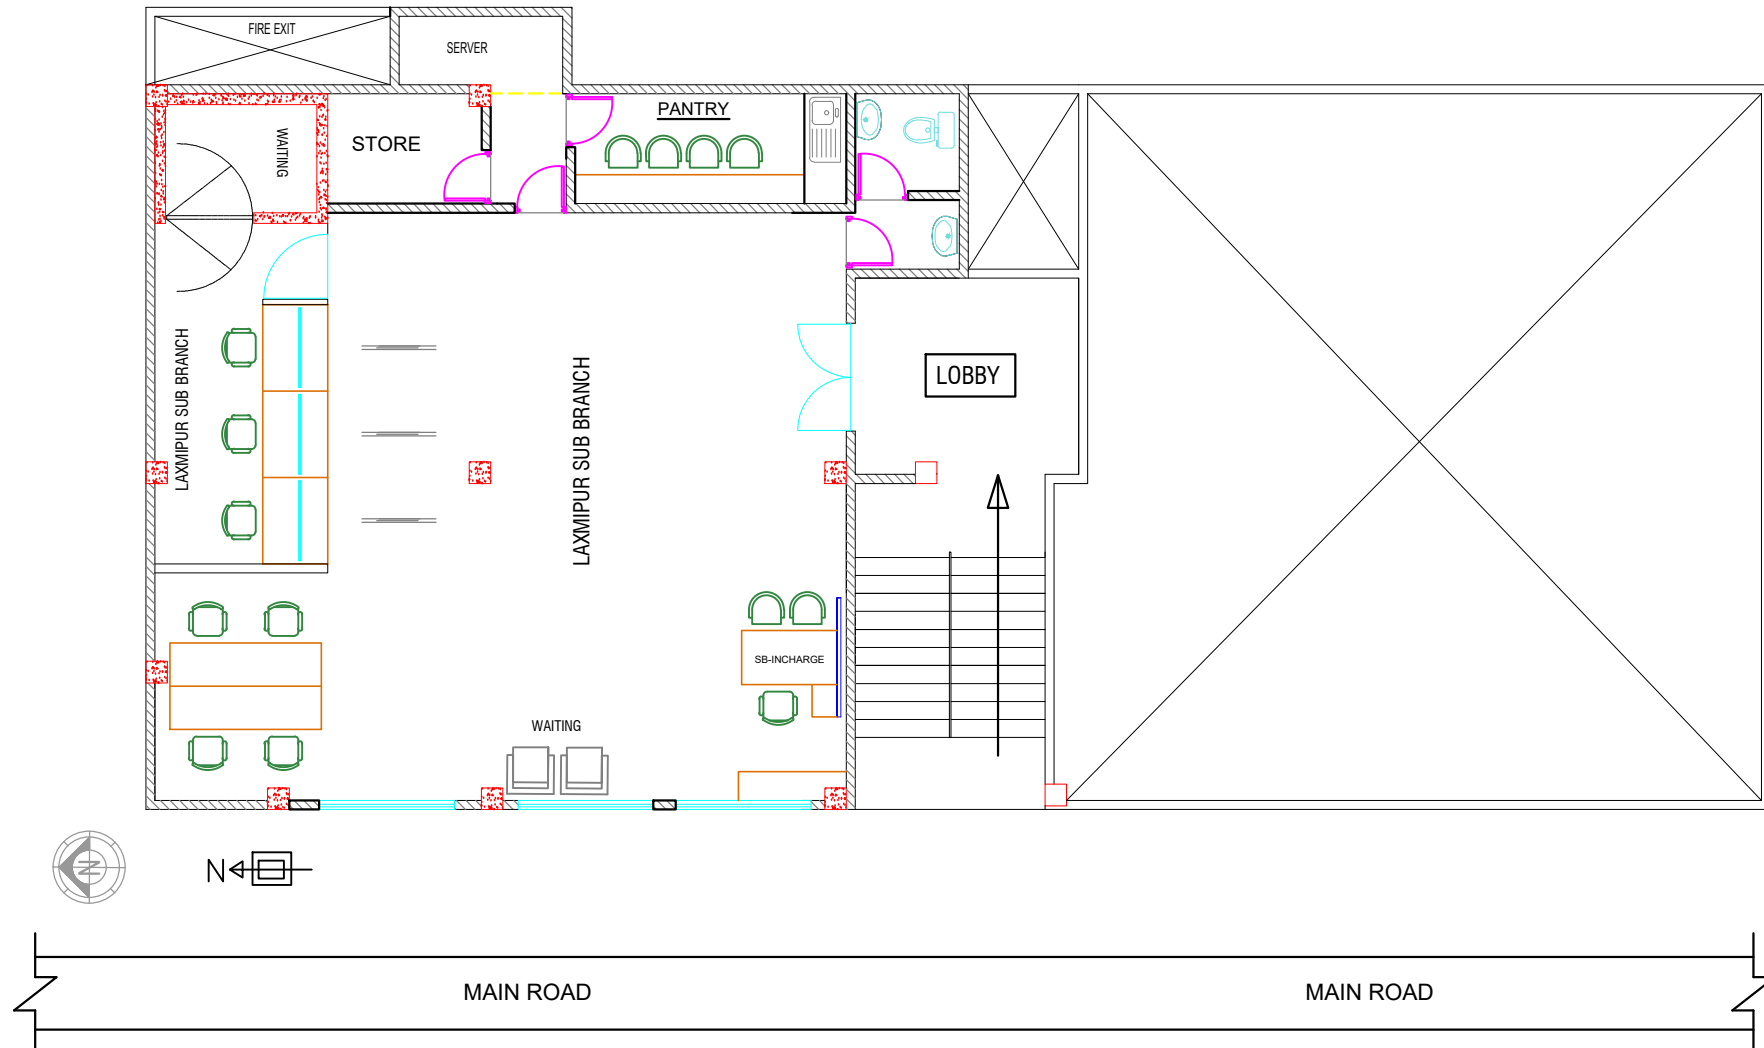 FIRE EXIT
SERVER
PANTRY
WAITING
STORE
LAXMIPUR SUB BRANCH
LAXMIPUR SUB BRANCH
LOBBY
SB-INCHARGE
WAITING
N
N
MAIN ROAD
MAIN ROAD